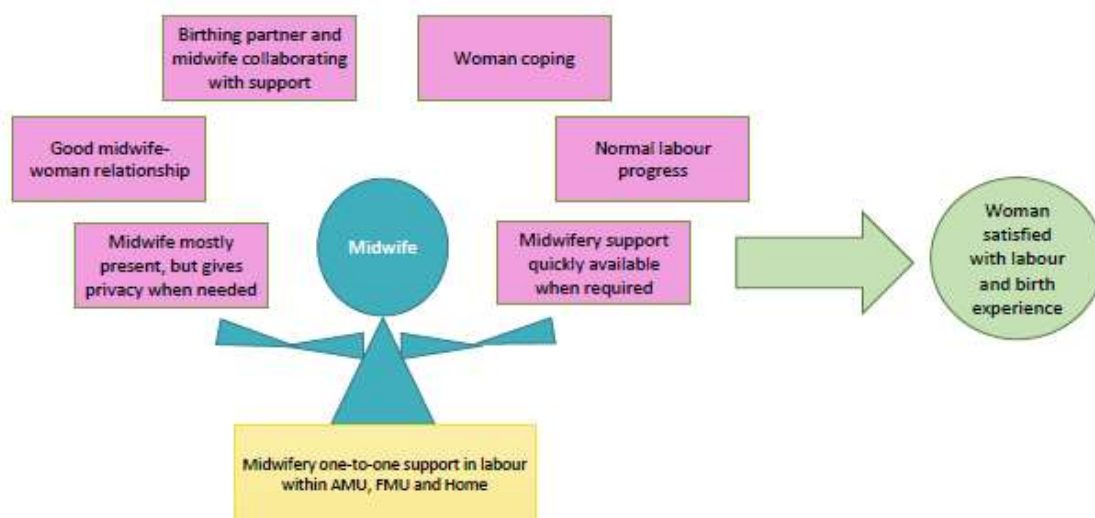 Birthing partner and
midwife collaborating
with support
Woman coping
Good midwife-
woman relationship
Normal labour
progress
Midwife mostly
present, but gives
privacy when needed
Midwife
Midwifery support
quickly available
when required
Woman
satisfied
with labour
and birth
experience
Midwifery one-to-one support in labour
within AMU, FMU and Home